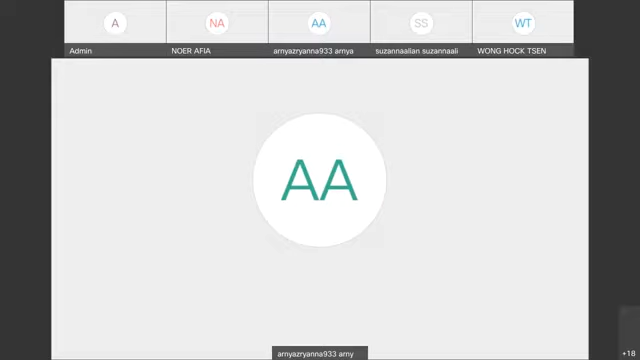 A
NA
AA
SS
WT
Admin
NOER AFIA
arnyazryanna933 arnya
suzannaalian suzannaali
WONG HOCK TSEN
AA
arnyazryanna933 arny
+18